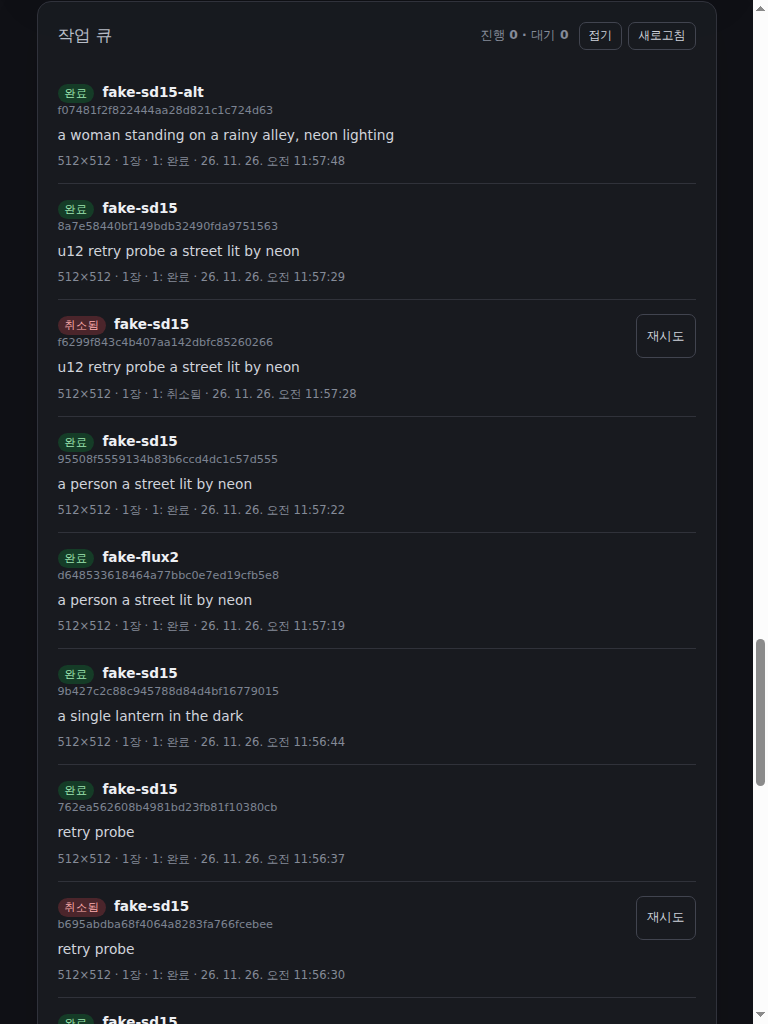 작업 큐
진행 0 · 대기 0 접기 새로고침
완료 fake-sd15-alt
f07481f2f822444aa28d821c1c724d63
a woman standing on a rainy alley, neon lighting
512×512 · 1장 · 1: 완료 · 26. 11. 26. 오전 11:57:48
완료 fake-sd15
8a7e58440bf149bdb32490fda9751563
u12 retry probe a street lit by neon
512×512 · 1장 · 1: 완료 · 26. 11. 26. 오전 11:57:29
취소됨 fake-sd15
재시도
f6299f843c4b407aa142dbfc85260266
u12 retry probe a street lit by neon
512×512 · 1장 · 1: 취소됨 · 26. 11. 26. 오전 11:57:28
완료 fake-sd15
95508f5559134b83b6ccd4dc1c57d555
a person a street lit by neon
512×512 · 1장 · 1: 완료 · 26. 11. 26. 오전 11:57:22
완료 fake-flux2
d648533618464a77bbc0e7ed19cfb5e8
a person a street lit by neon
512×512 · 1장 · 1: 완료 · 26. 11. 26. 오전 11:57:19
완료 fake-sd15
9b427c2c88c945788d84d4bf16779015
a single lantern in the dark
512×512 · 1장 · 1: 완료 · 26. 11. 26. 오전 11:56:44
완료 fake-sd15
762ea562608b4981bd23fb81f10380cb
retry probe
512×512 · 1장 · 1: 완료 · 26. 11. 26. 오전 11:56:37
취소됨 fake-sd15
재시도
b695abdba68f4064a8283fa766fcebee
retry probe
512×512 · 1장 · 1: 취소됨 · 26. 11. 26. 오전 11:56:30
완료 fake-sd15